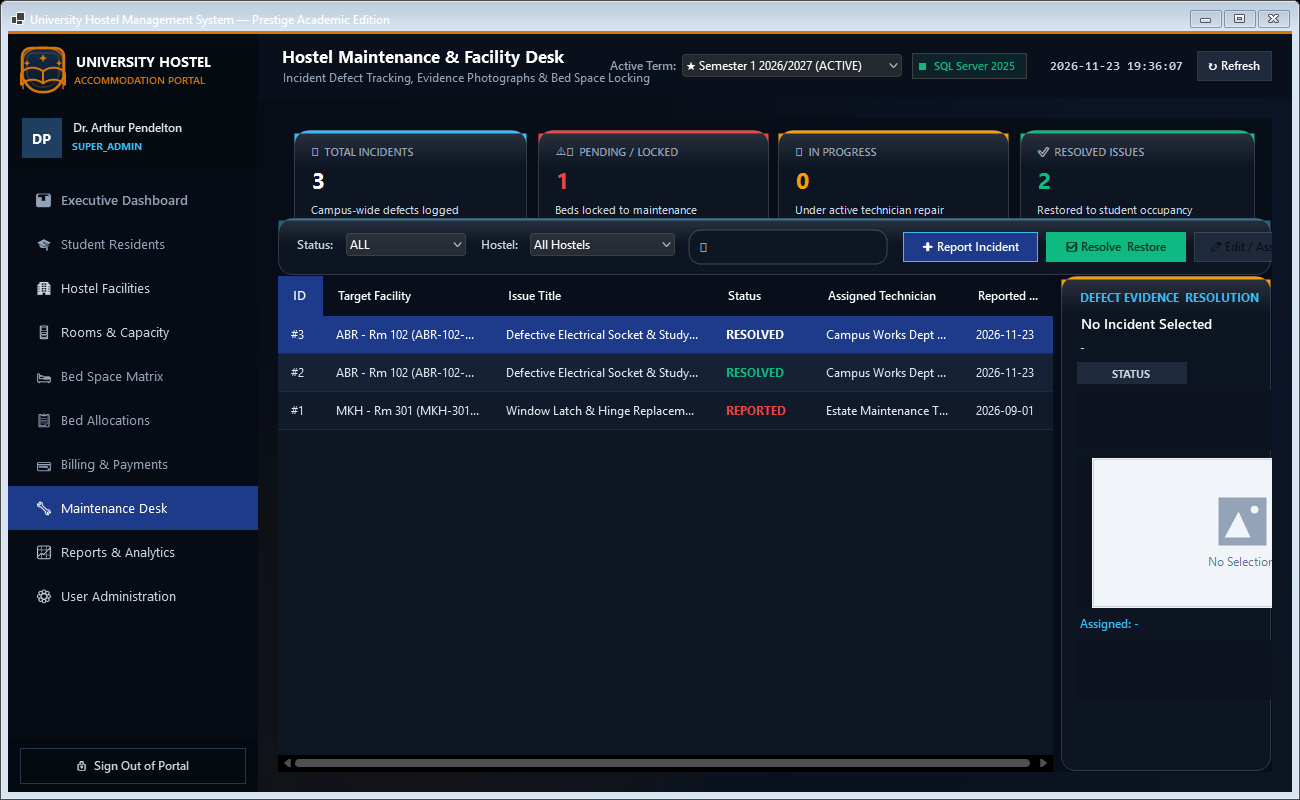 University Hostel Management System — Prestige Academic Edition
UNIVERSITY HOSTEL
ACCOMMODATION PORTAL
DP
Dr. Arthur Pendelton
SUPER_ADMIN
Executive Dashboard
Student Residents
Hostel Facilities
Rooms & Capacity
Bed Space Matrix
Bed Allocations
Billing & Payments
Maintenance Desk
Reports & Analytics
User Administration
Sign Out of Portal
Hostel Maintenance & Facility Desk
Incident Defect Tracking, Evidence Photographs & Bed Space Locking
Active Term: ★ Semester 1 2026/2027 (ACTIVE)
SQL Server 2025
2026-11-23 19:36:07
↻ Refresh
TOTAL INCIDENTS
3
Campus-wide defects logged
PENDING / LOCKED
1
Beds locked to maintenance
IN PROGRESS
0
Under active technician repair
RESOLVED ISSUES
2
Restored to student occupancy
Status: ALL Hostel: All Hostels
+ Report Incident
Resolve Restore
Edit / Ass
ID Target Facility Issue Title Status Assigned Technician Reported ...
#3 ABR - Rm 102 (ABR-102-... Defective Electrical Socket & Study... RESOLVED Campus Works Dept ... 2026-11-23
#2 ABR - Rm 102 (ABR-102-... Defective Electrical Socket & Study... RESOLVED Campus Works Dept ... 2026-11-23
#1 MKH - Rm 301 (MKH-301... Window Latch & Hinge Replacem... REPORTED Estate Maintenance T... 2026-09-01
DEFECT EVIDENCE RESOLUTION
No Incident Selected
-
STATUS
No Selection
Assigned: -